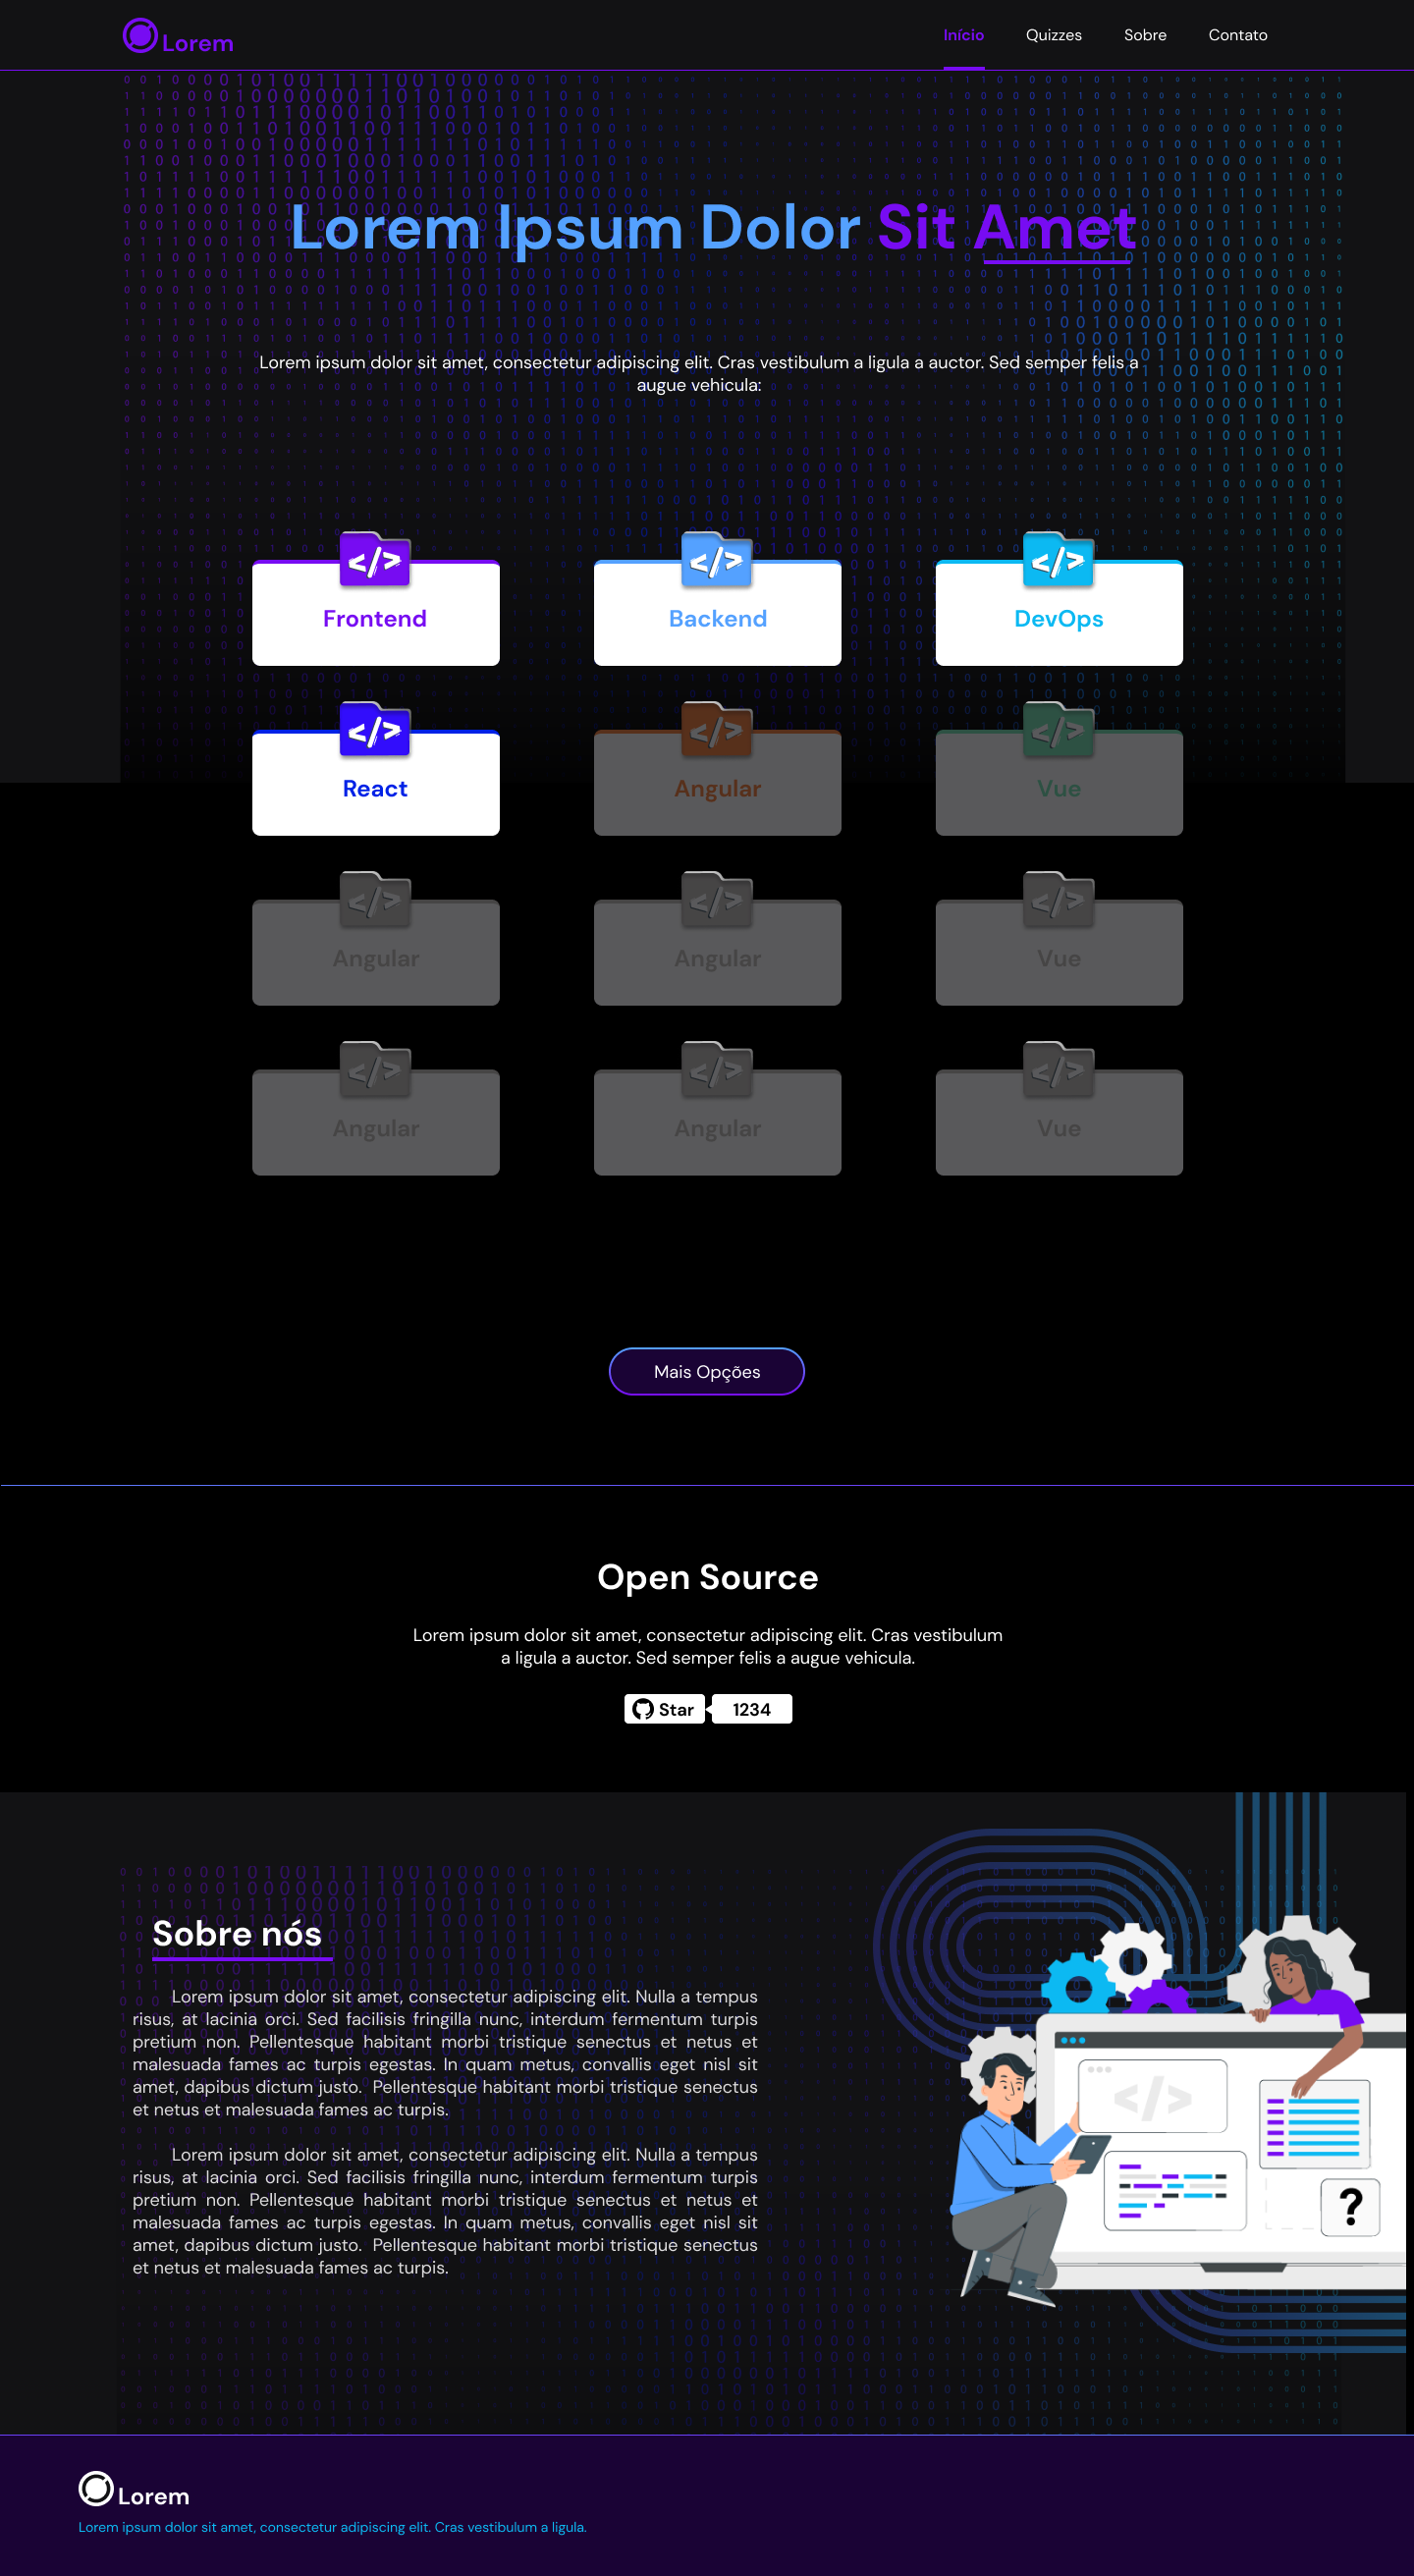 Lorem
Início
Quizzes
Sobre
Contato
Lorem Ipsum Dolor Sit Amet
Lorem ipsum dolor sit amet, consectetur adipiscing elit. Cras vestibulum a ligula a auctor. Sed semper felis a
augue vehicula:
</>
</>
</>
Frontend
Backend
DevOps
</>
</>
</>
React
Angular
Vue
</>
</>
</>
Angular
Angular
Vue
</>
</>
</>
Angular
Angular
Vue
Mais Opções
Open Source
Lorem ipsum dolor sit amet, consectetur adipiscing elit. Cras vestibulum
a ligula a auctor. Sed semper felis a augue vehicula.
Star
1234
Sobre nós
Lorem ipsum dolor sit amet, consectetur adipiscing elit. Nulla a tempus
risus, at lacinia orci. Sed facilisis fringilla nunc, interdum fermentum turpis
pretium non. Pellentesque habitant morbi tristique senectus et netus et
malesuada fames ac turpis egestas. In quam metus, convallis eget nisl sit
amet, dapibus dictum justo. Pellentesque habitant morbi tristique senectus
et netus et malesuada fames ac turpis.
Lorem ipsum dolor sit amet, consectetur adipiscing elit. Nulla a tempus
risus, at lacinia orci. Sed facilisis fringilla nunc, interdum fermentum turpis
pretium non. Pellentesque habitant morbi tristique senectus et netus et
malesuada fames ac turpis egestas. In quam metus, convallis eget nisl sit
amet, dapibus dictum justo. Pellentesque habitant morbi tristique senectus
et netus et malesuada fames ac turpis.
</>
?
Lorem
Lorem ipsum dolor sit amet, consectetur adipiscing elit. Cras vestibulum a ligula.